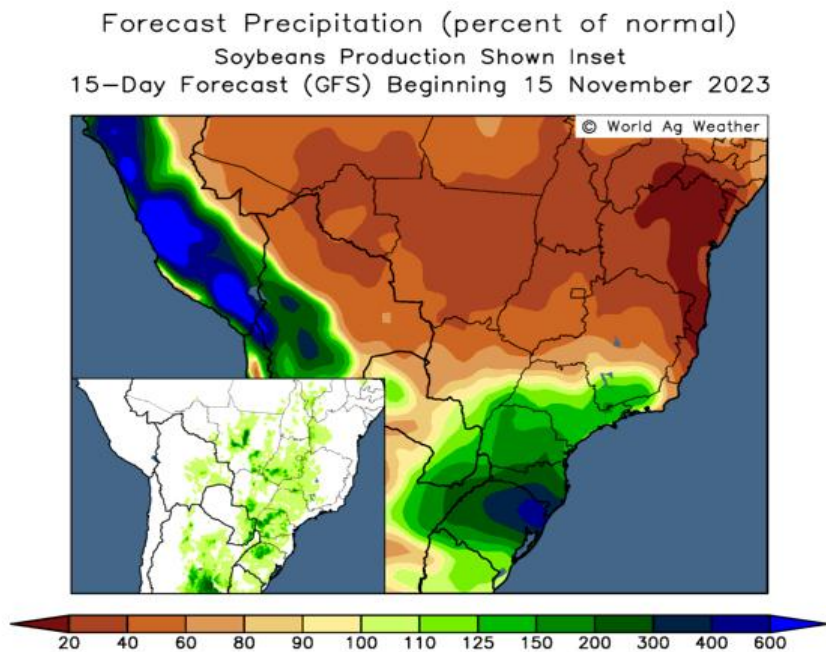 Forecast Precipitation (percent of normal)
Soybeans Production Shown Inset
15-Day Forecast (GFS) Beginning 15 November 2023
© World Ag Weather
20 40 60 80 90 100 110 125 150 200 300 400 600